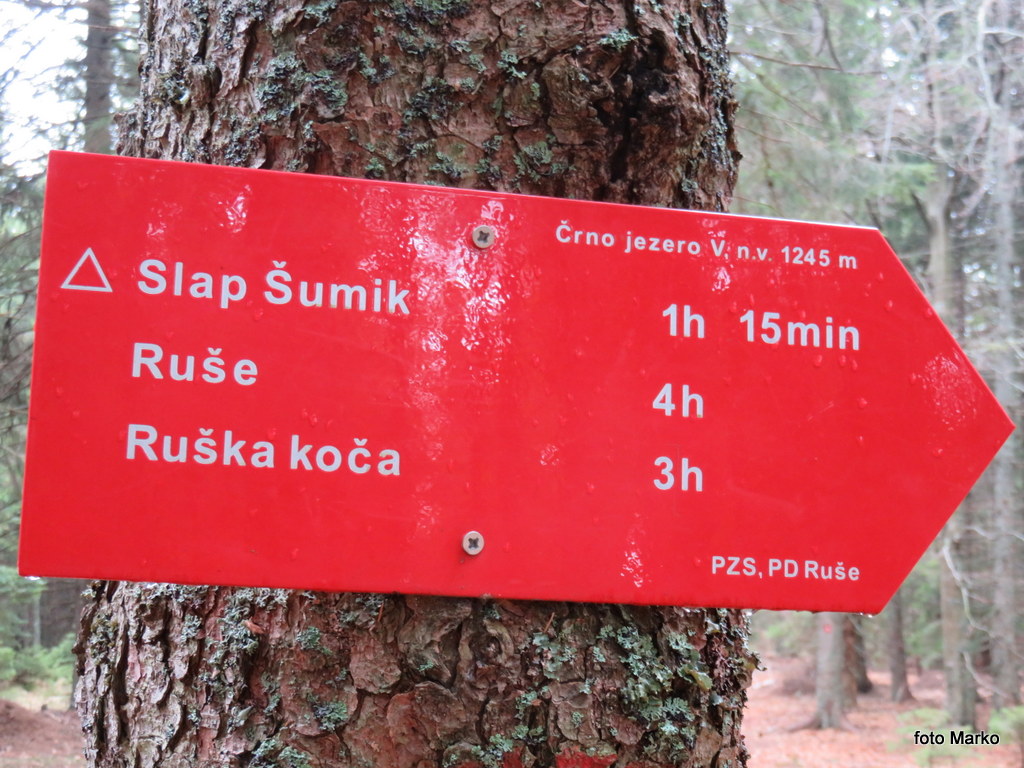 Črno jezero V, n.v. 1245 m
Slap Šumik 1h 15min
Ruše 4h
Ruška koča 3h
PZS, PD Ruše
foto Marko